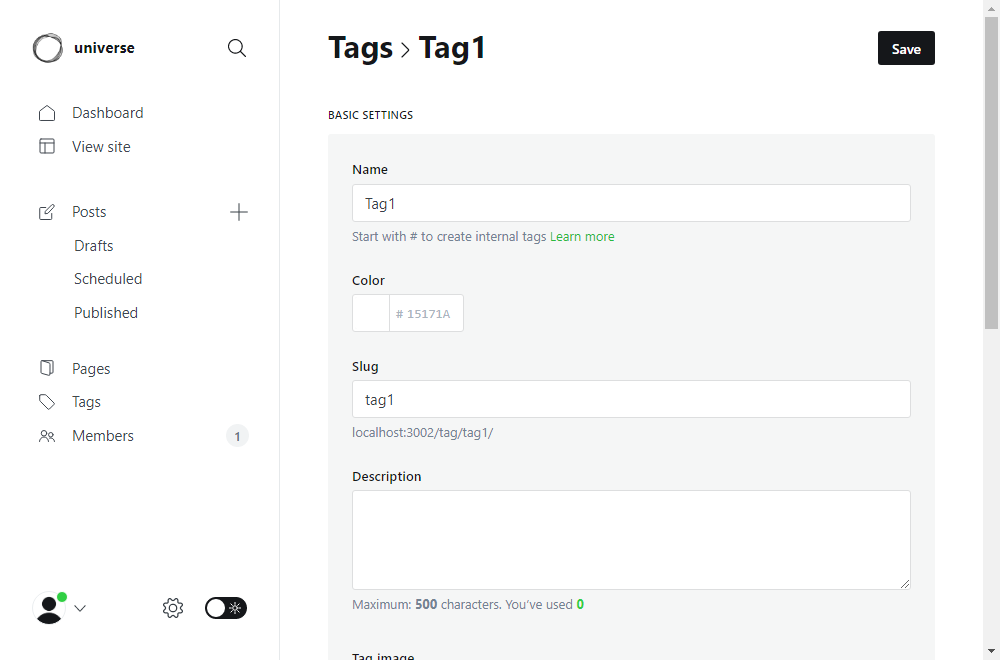 universe
Dashboard
View site
Posts
Drafts
Scheduled
Published
Pages
Tags
Members 1
Tags > Tag1
Save
BASIC SETTINGS
Name
Tag1
Start with # to create internal tags Learn more
Color
# 15171A
Slug
tag1
localhost:3002/tag/tag1/
Description
Maximum: 500 characters. You've used 0
Tag image